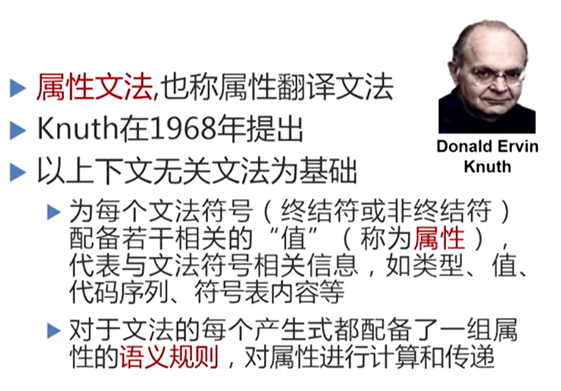 属性文法,也称属性翻译文法
Knuth在1968年提出
以上下文无关文法为基础
为每个文法符号（终结符或非终结符）
配备若干相关的“值”（称为属性），
代表与文法符号相关信息，如类型、值、
代码序列、符号表内容等
对于文法的每个产生式都配备了一组属
性的语义规则，对属性进行计算和传递
Donald Ervin
Knuth